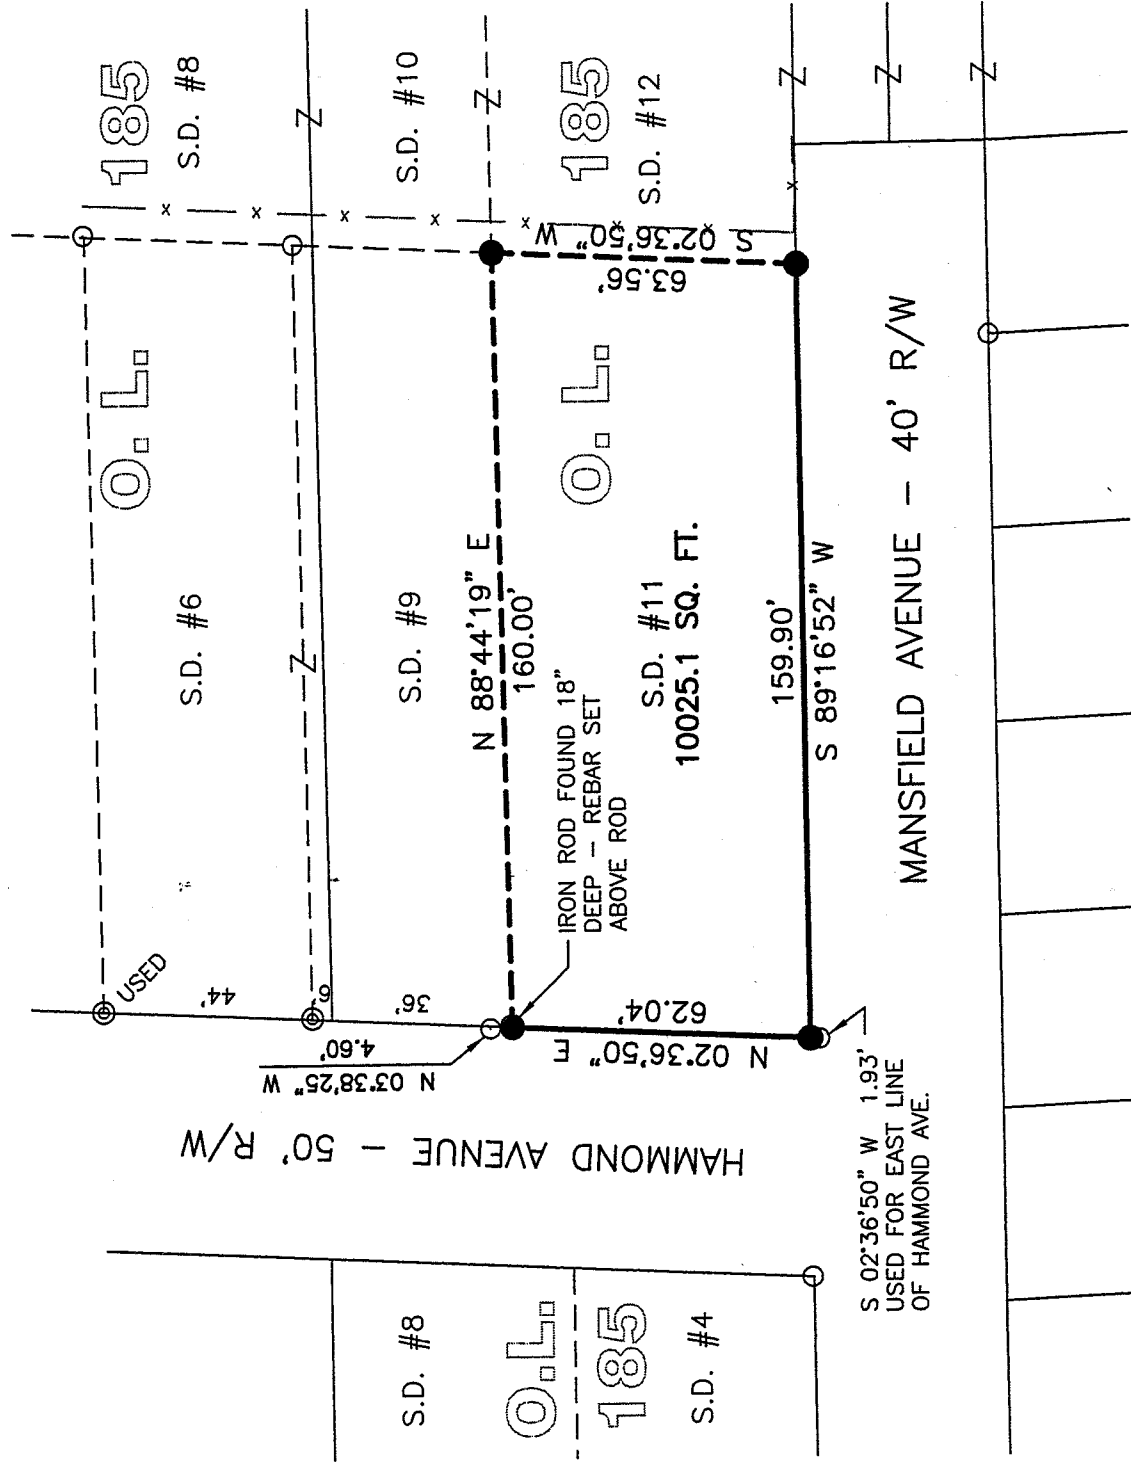 185
S.D. #8
S.D. #10
185
S.D. #12
O. L.
O. L.
S 02°36'50" W
63.56'
S.D. #6
S.D. #9
N 88°44'19" E
160.00'
S.D. #11
10025.1 SQ. FT.
159.90'
S 89°16'52" W
MANSFIELD AVENUE - 40' R/W
IRON ROD FOUND 18"
DEEP - REBAR SET
ABOVE ROD
USED
44'
6'
36'
4.60'
N 03°38'25" W
62.04'
N 02°36'50" E
HAMMOND AVENUE - 50' R/W
S 02°36'50" W 1.93'
USED FOR EAST LINE
OF HAMMOND AVE.
S.D. #8
O.L.
185
S.D. #4